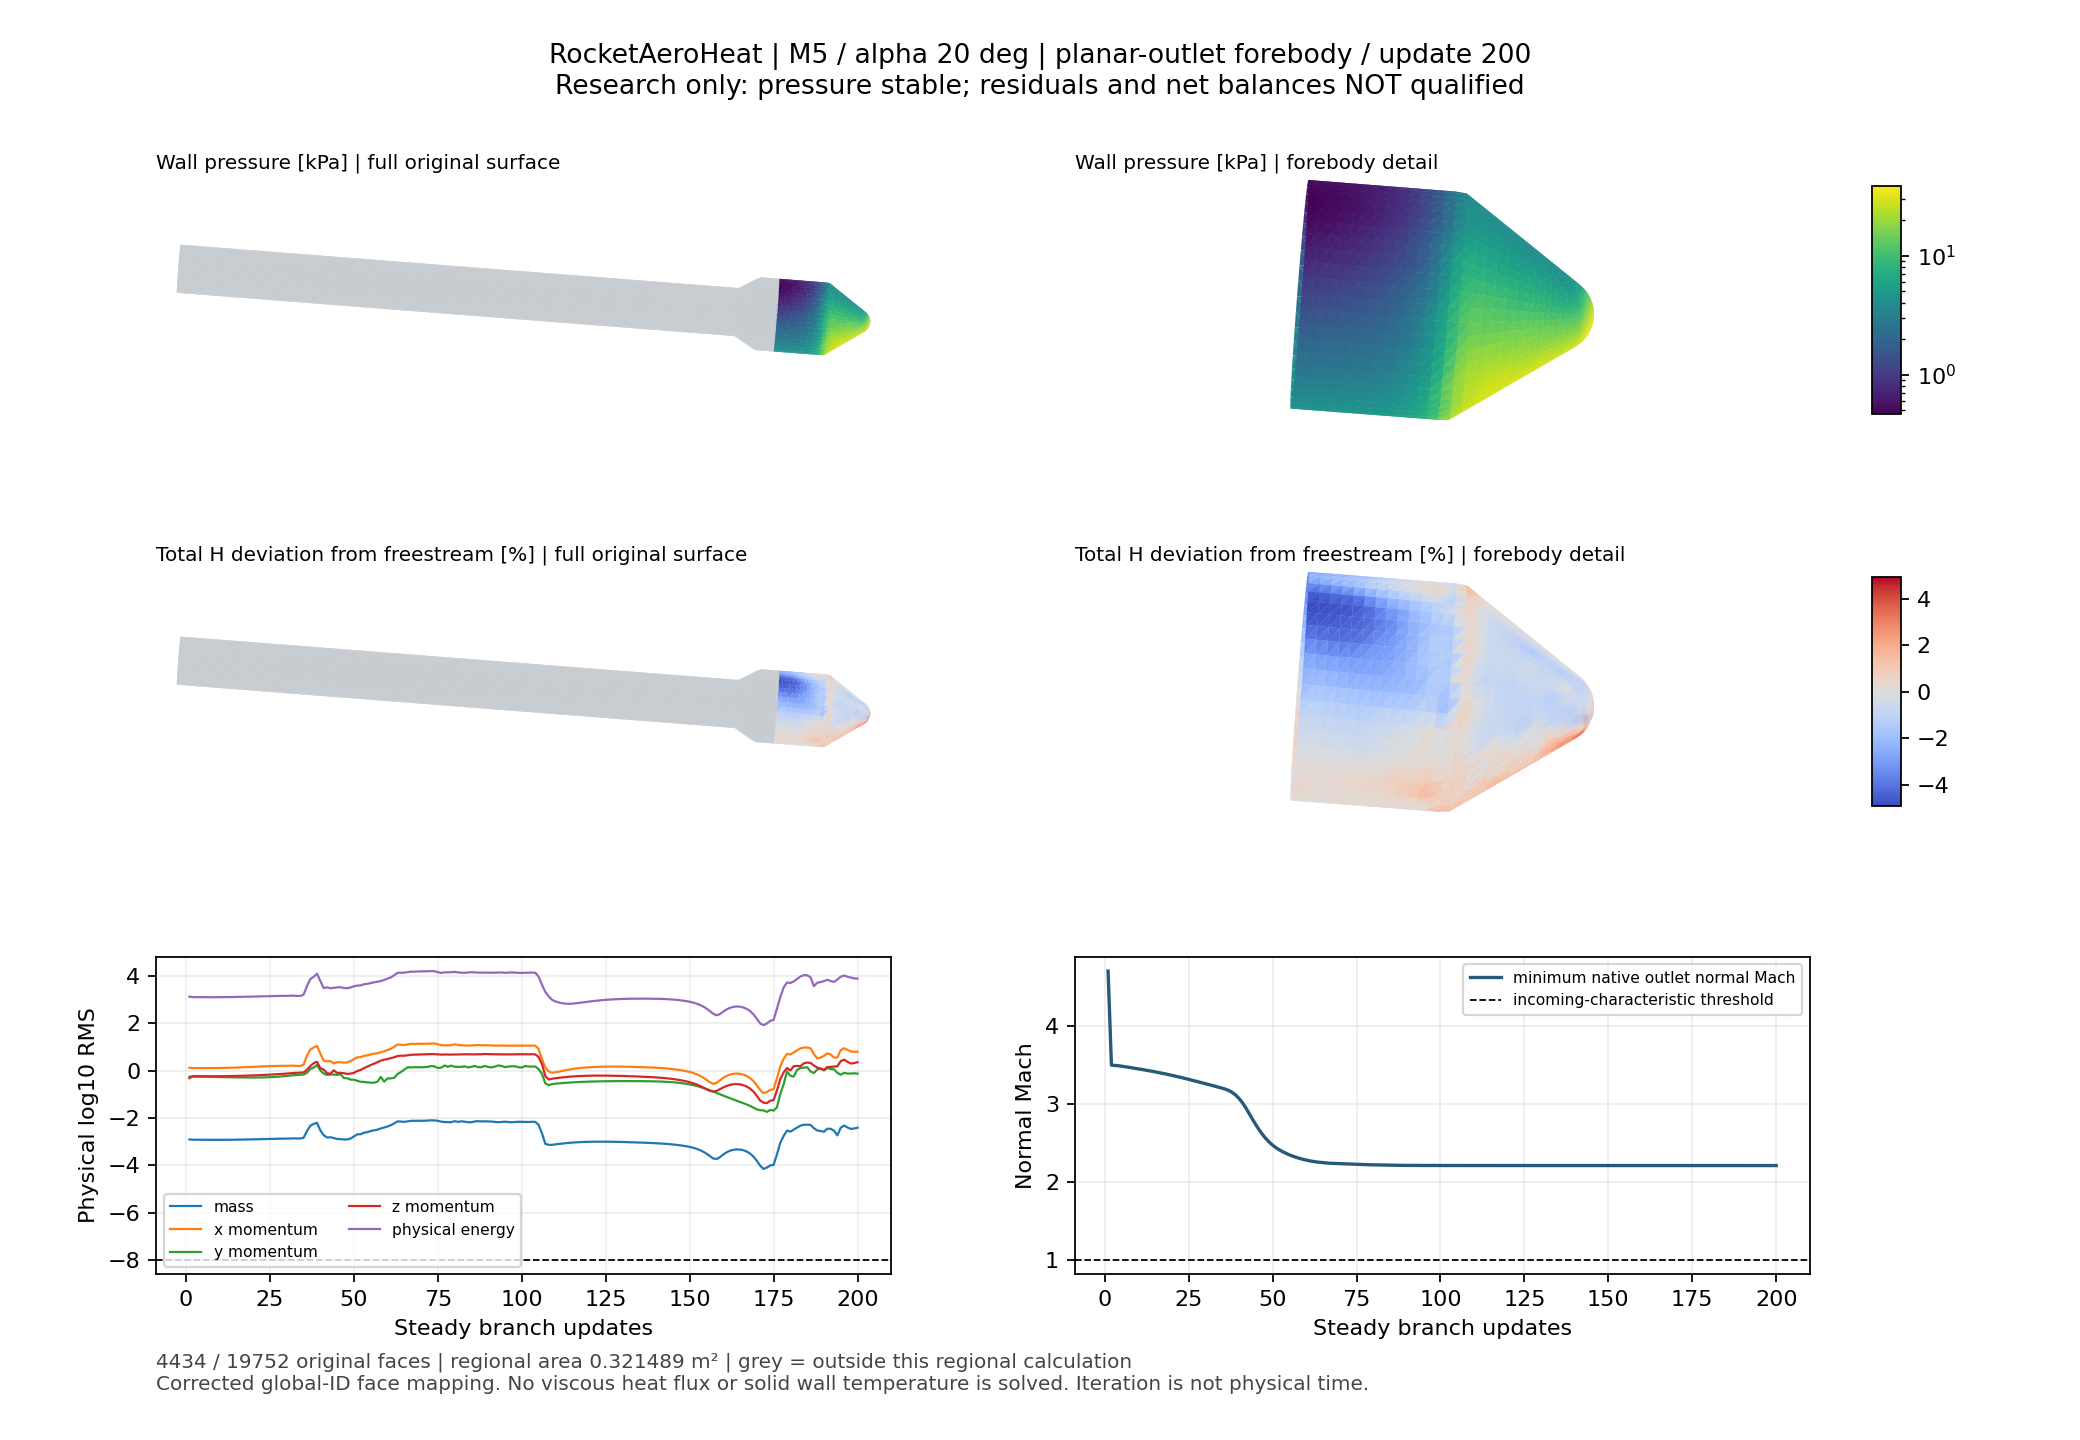 RocketAeroHeat | M5 / alpha 20 deg | planar-outlet forebody / update 200
Research only: pressure stable; residuals and net balances NOT qualified
Wall pressure [kPa] | full original surface
Wall pressure [kPa] | forebody detail
10¹
10⁰
Total H deviation from freestream [%] | full original surface
Total H deviation from freestream [%] | forebody detail
4
2
0
−2
−4
Physical log10 RMS
4
2
0
−2
−4
−6
−8
mass
x momentum
y momentum
z momentum
physical energy
0 25 50 75 100 125 150 175 200
Steady branch updates
Normal Mach
4
3
2
1
minimum native outlet normal Mach
incoming-characteristic threshold
0 25 50 75 100 125 150 175 200
Steady branch updates
4434 / 19752 original faces | regional area 0.321489 m² | grey = outside this regional calculation
Corrected global-ID face mapping. No viscous heat flux or solid wall temperature is solved. Iteration is not physical time.